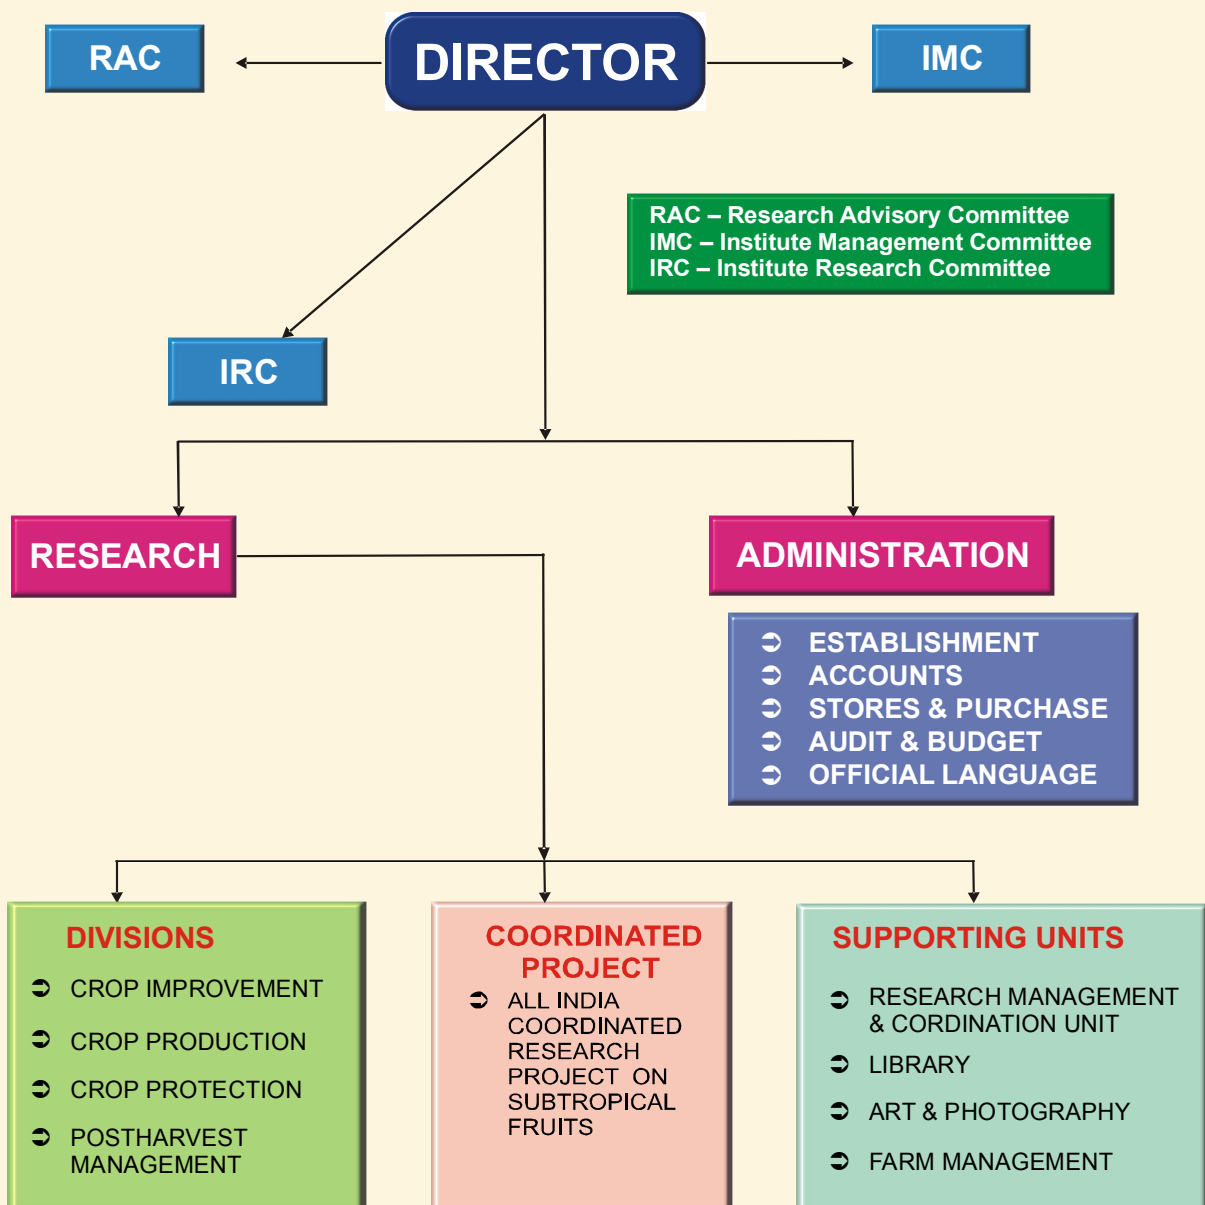 RAC
DIRECTOR
IMC
RAC – Research Advisory Committee
IMC – Institute Management Committee
IRC – Institute Research Committee
IRC
RESEARCH
ADMINISTRATION
ESTABLISHMENT
ACCOUNTS
STORES & PURCHASE
AUDIT & BUDGET
OFFICIAL LANGUAGE
DIVISIONS
CROP IMPROVEMENT
CROP PRODUCTION
CROP PROTECTION
POSTHARVEST
MANAGEMENT
COORDINATED
PROJECT
ALL INDIA
COORDINATED
RESEARCH
PROJECT ON
SUBTROPICAL
FRUITS
SUPPORTING UNITS
RESEARCH MANAGEMENT
& CORDINATION UNIT
LIBRARY
ART & PHOTOGRAPHY
FARM MANAGEMENT